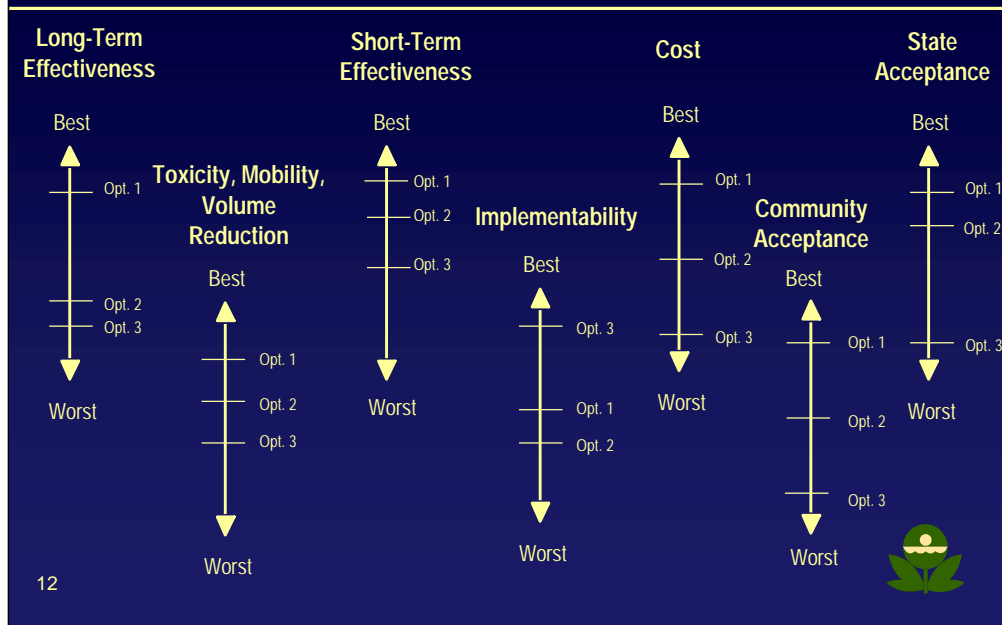 Long-Term
Effectiveness
Best
Opt. 1
Opt. 2
Opt. 3
Worst
Toxicity, Mobility,
Volume
Reduction
Best
Opt. 1
Opt. 2
Opt. 3
Worst
Short-Term
Effectiveness
Best
Opt. 1
Opt. 2
Opt. 3
Worst
Implementability
Best
Opt. 3
Opt. 1
Opt. 2
Worst
Cost
Best
Opt. 1
Opt. 2
Opt. 3
Worst
Community
Acceptance
Best
Opt. 1
Opt. 2
Opt. 3
Worst
State
Acceptance
Best
Opt. 1
Opt. 2
Opt. 3
Worst
12